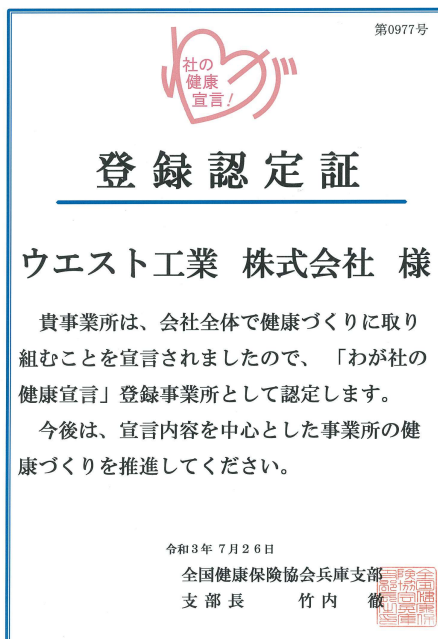 第0977号
わが
社の
健康
宣言!
登録認定証
ウエスト工業 株式会社 様
貴事業所は、会社全体で健康づくりに取り
組むことを宣言されましたので、「わが社の
健康宣言」登録事業所として認定します。
今後は、宣言内容を中心とした事業所の健
康づくりを推進してください。
令和3年7月26日
全国健康保険協会兵庫支部
支部長 竹内 徹